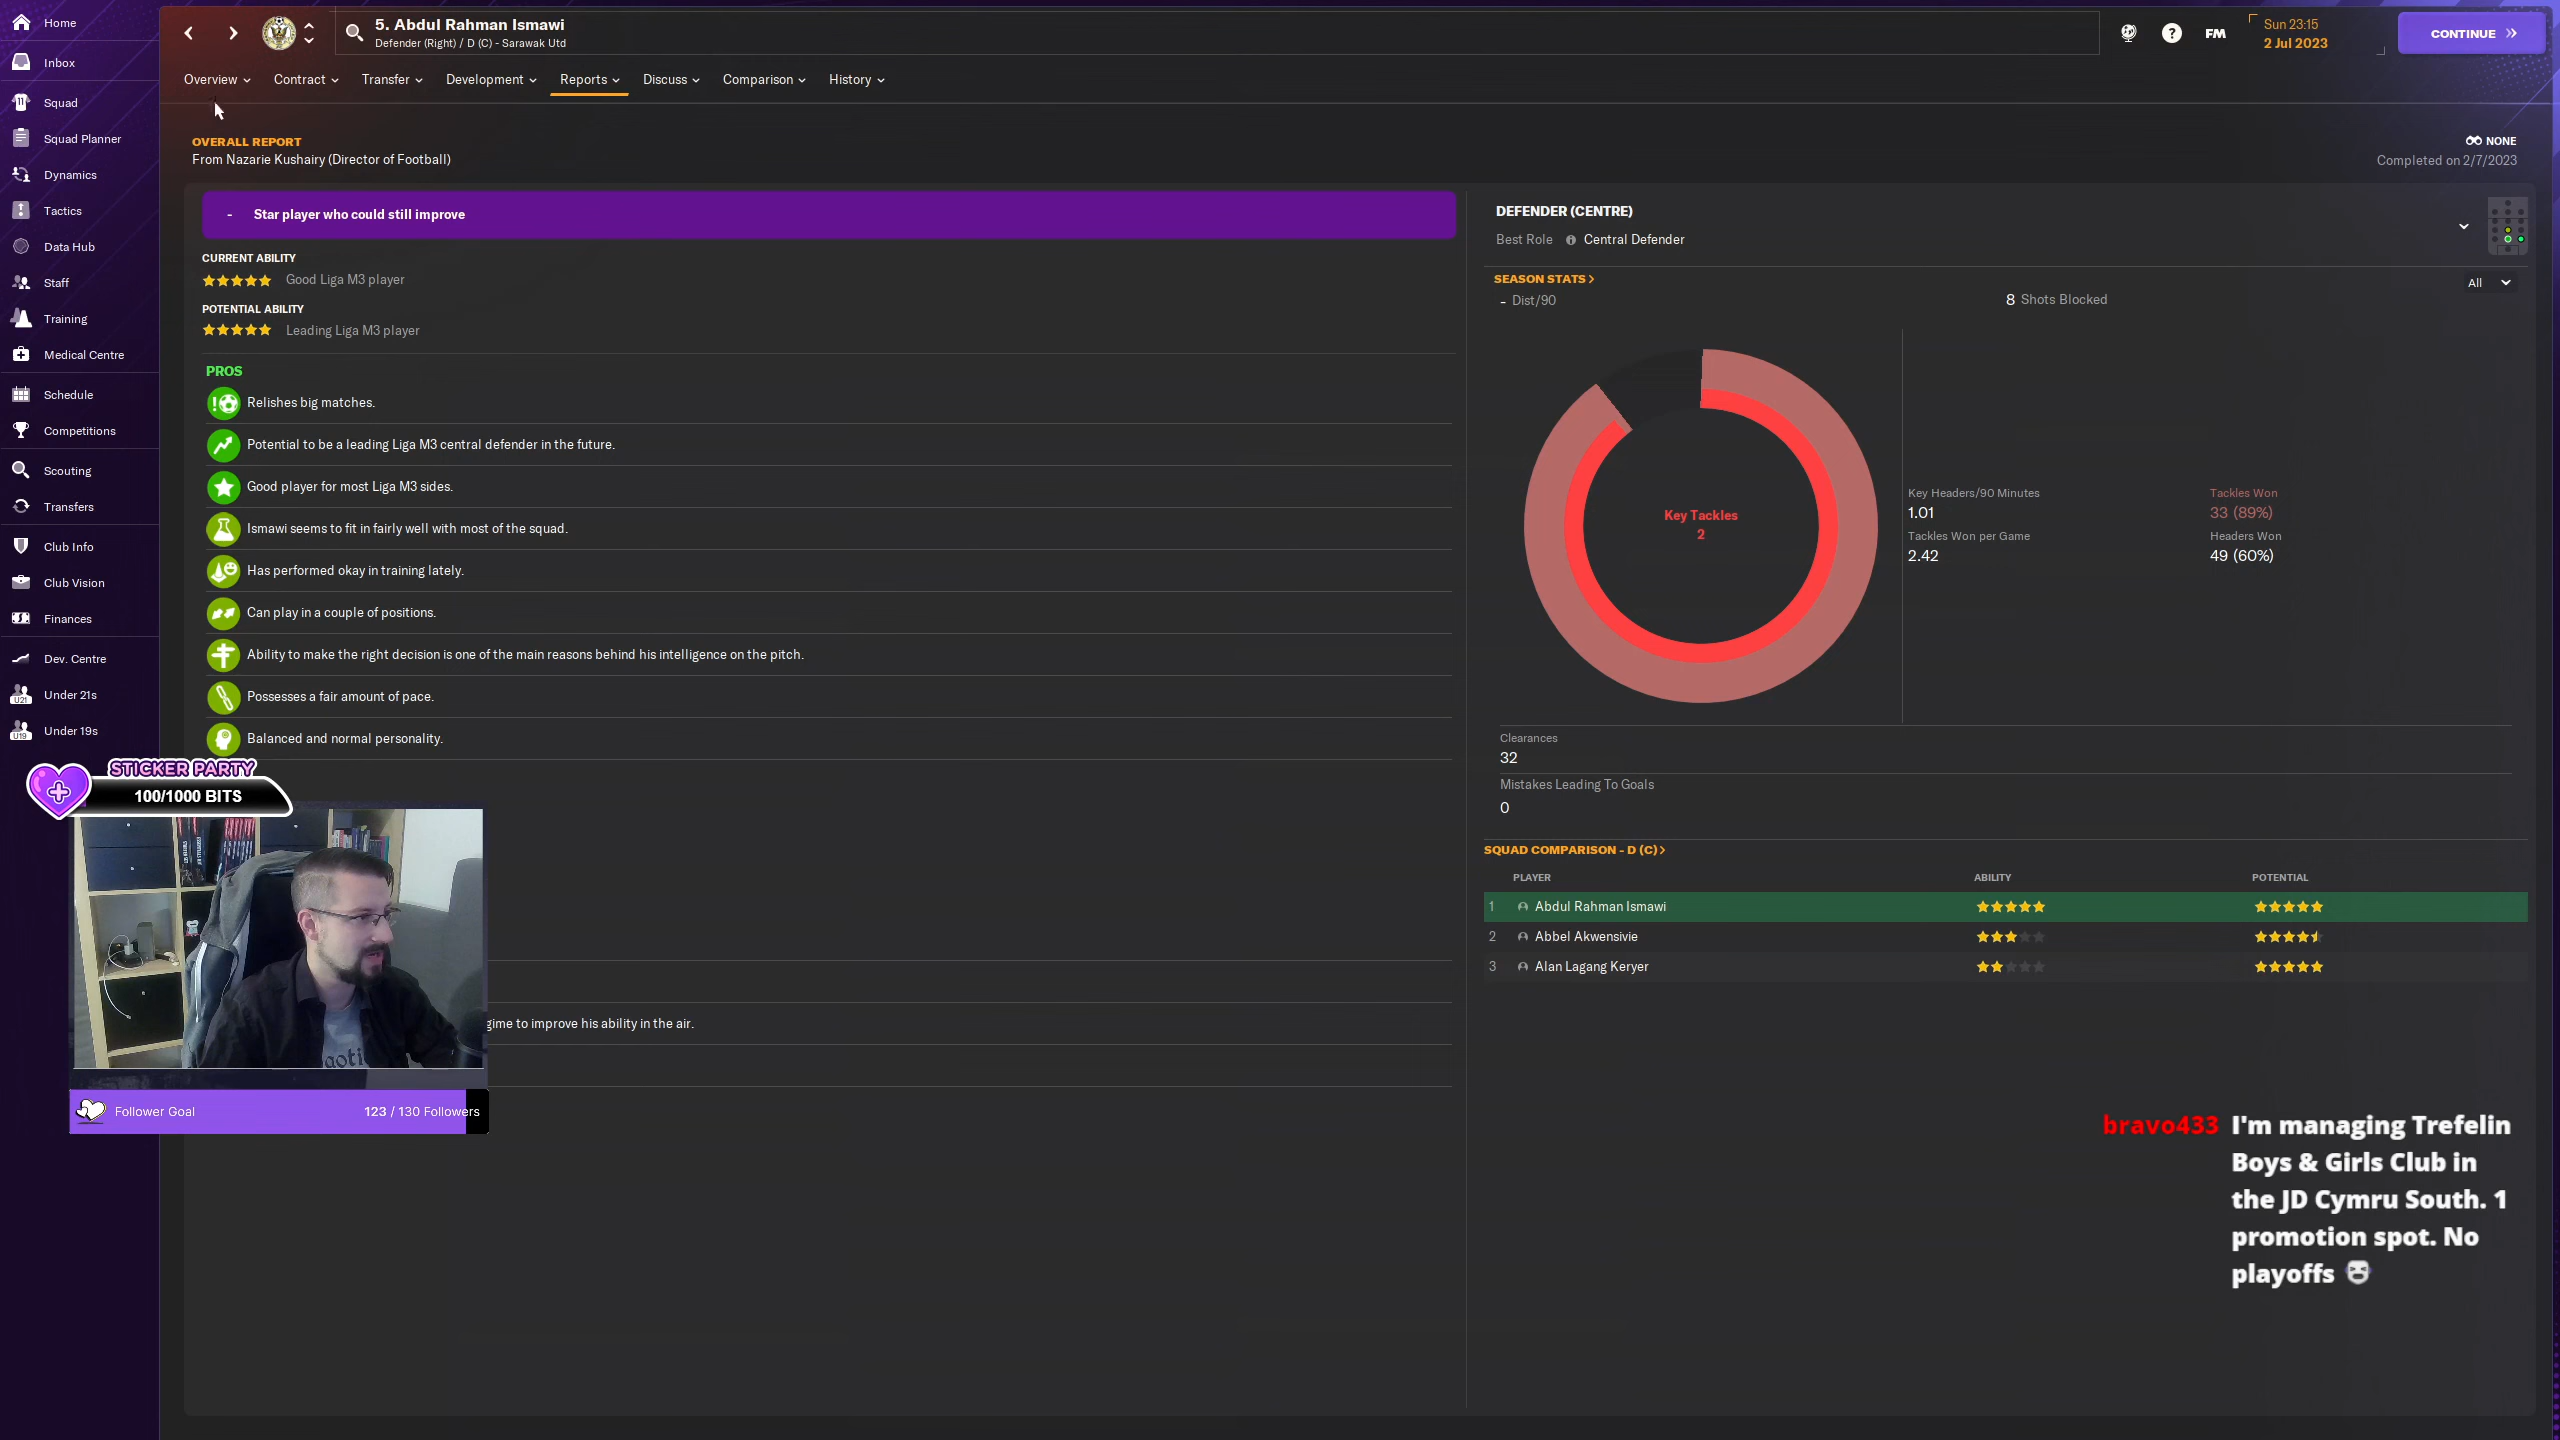 Home
Inbox
Squad
Squad Planner
Dynamics
Tactics
Data Hub
Staff
Training
Medical Centre
Schedule
Competitions
Scouting
Transfers
Club Info
Club Vision
Finances
Dev. Centre
Under 21s
Under 19s
5. Abdul Rahman Ismawi
Defender (Right) / D (C) - Sarawak Utd
FM
Sun 23:15
2 Jul 2023
CONTINUE
Overview
Contract
Transfer
Development
Reports
Discuss
Comparison
History
OVERALL REPORT
From Nazarie Kushairy (Director of Football)
NONE
Completed on 2/7/2023
- Star player who could still improve
CURRENT ABILITY
Good Liga M3 player
POTENTIAL ABILITY
Leading Liga M3 player
PROS
Relishes big matches.
Potential to be a leading Liga M3 central defender in the future.
Good player for most Liga M3 sides.
Ismawi seems to fit in fairly well with most of the squad.
Has performed okay in training lately.
Can play in a couple of positions.
Ability to make the right decision is one of the main reasons behind his intelligence on the pitch.
Possesses a fair amount of pace.
Balanced and normal personality.
gime to improve his ability in the air.
DEFENDER (CENTRE)
Best Role Central Defender
SEASON STATS >
All
- Dist/90
8 Shots Blocked
Key Tackles
2
Key Headers/90 Minutes
1.01
Tackles Won
33 (89%)
Tackles Won per Game
2.42
Headers Won
49 (60%)
Clearances
32
Mistakes Leading To Goals
0
SQUAD COMPARISON - D (C) >
PLAYER ABILITY POTENTIAL
1 Abdul Rahman Ismawi
2 Abbel Akwensivie
3 Alan Lagang Keryer
STICKER PARTY
100/1000 BITS
Follower Goal 123 / 130 Followers
bravo433 I'm managing Trefelin
Boys & Girls Club in
the JD Cymru South. 1
promotion spot. No
playoffs